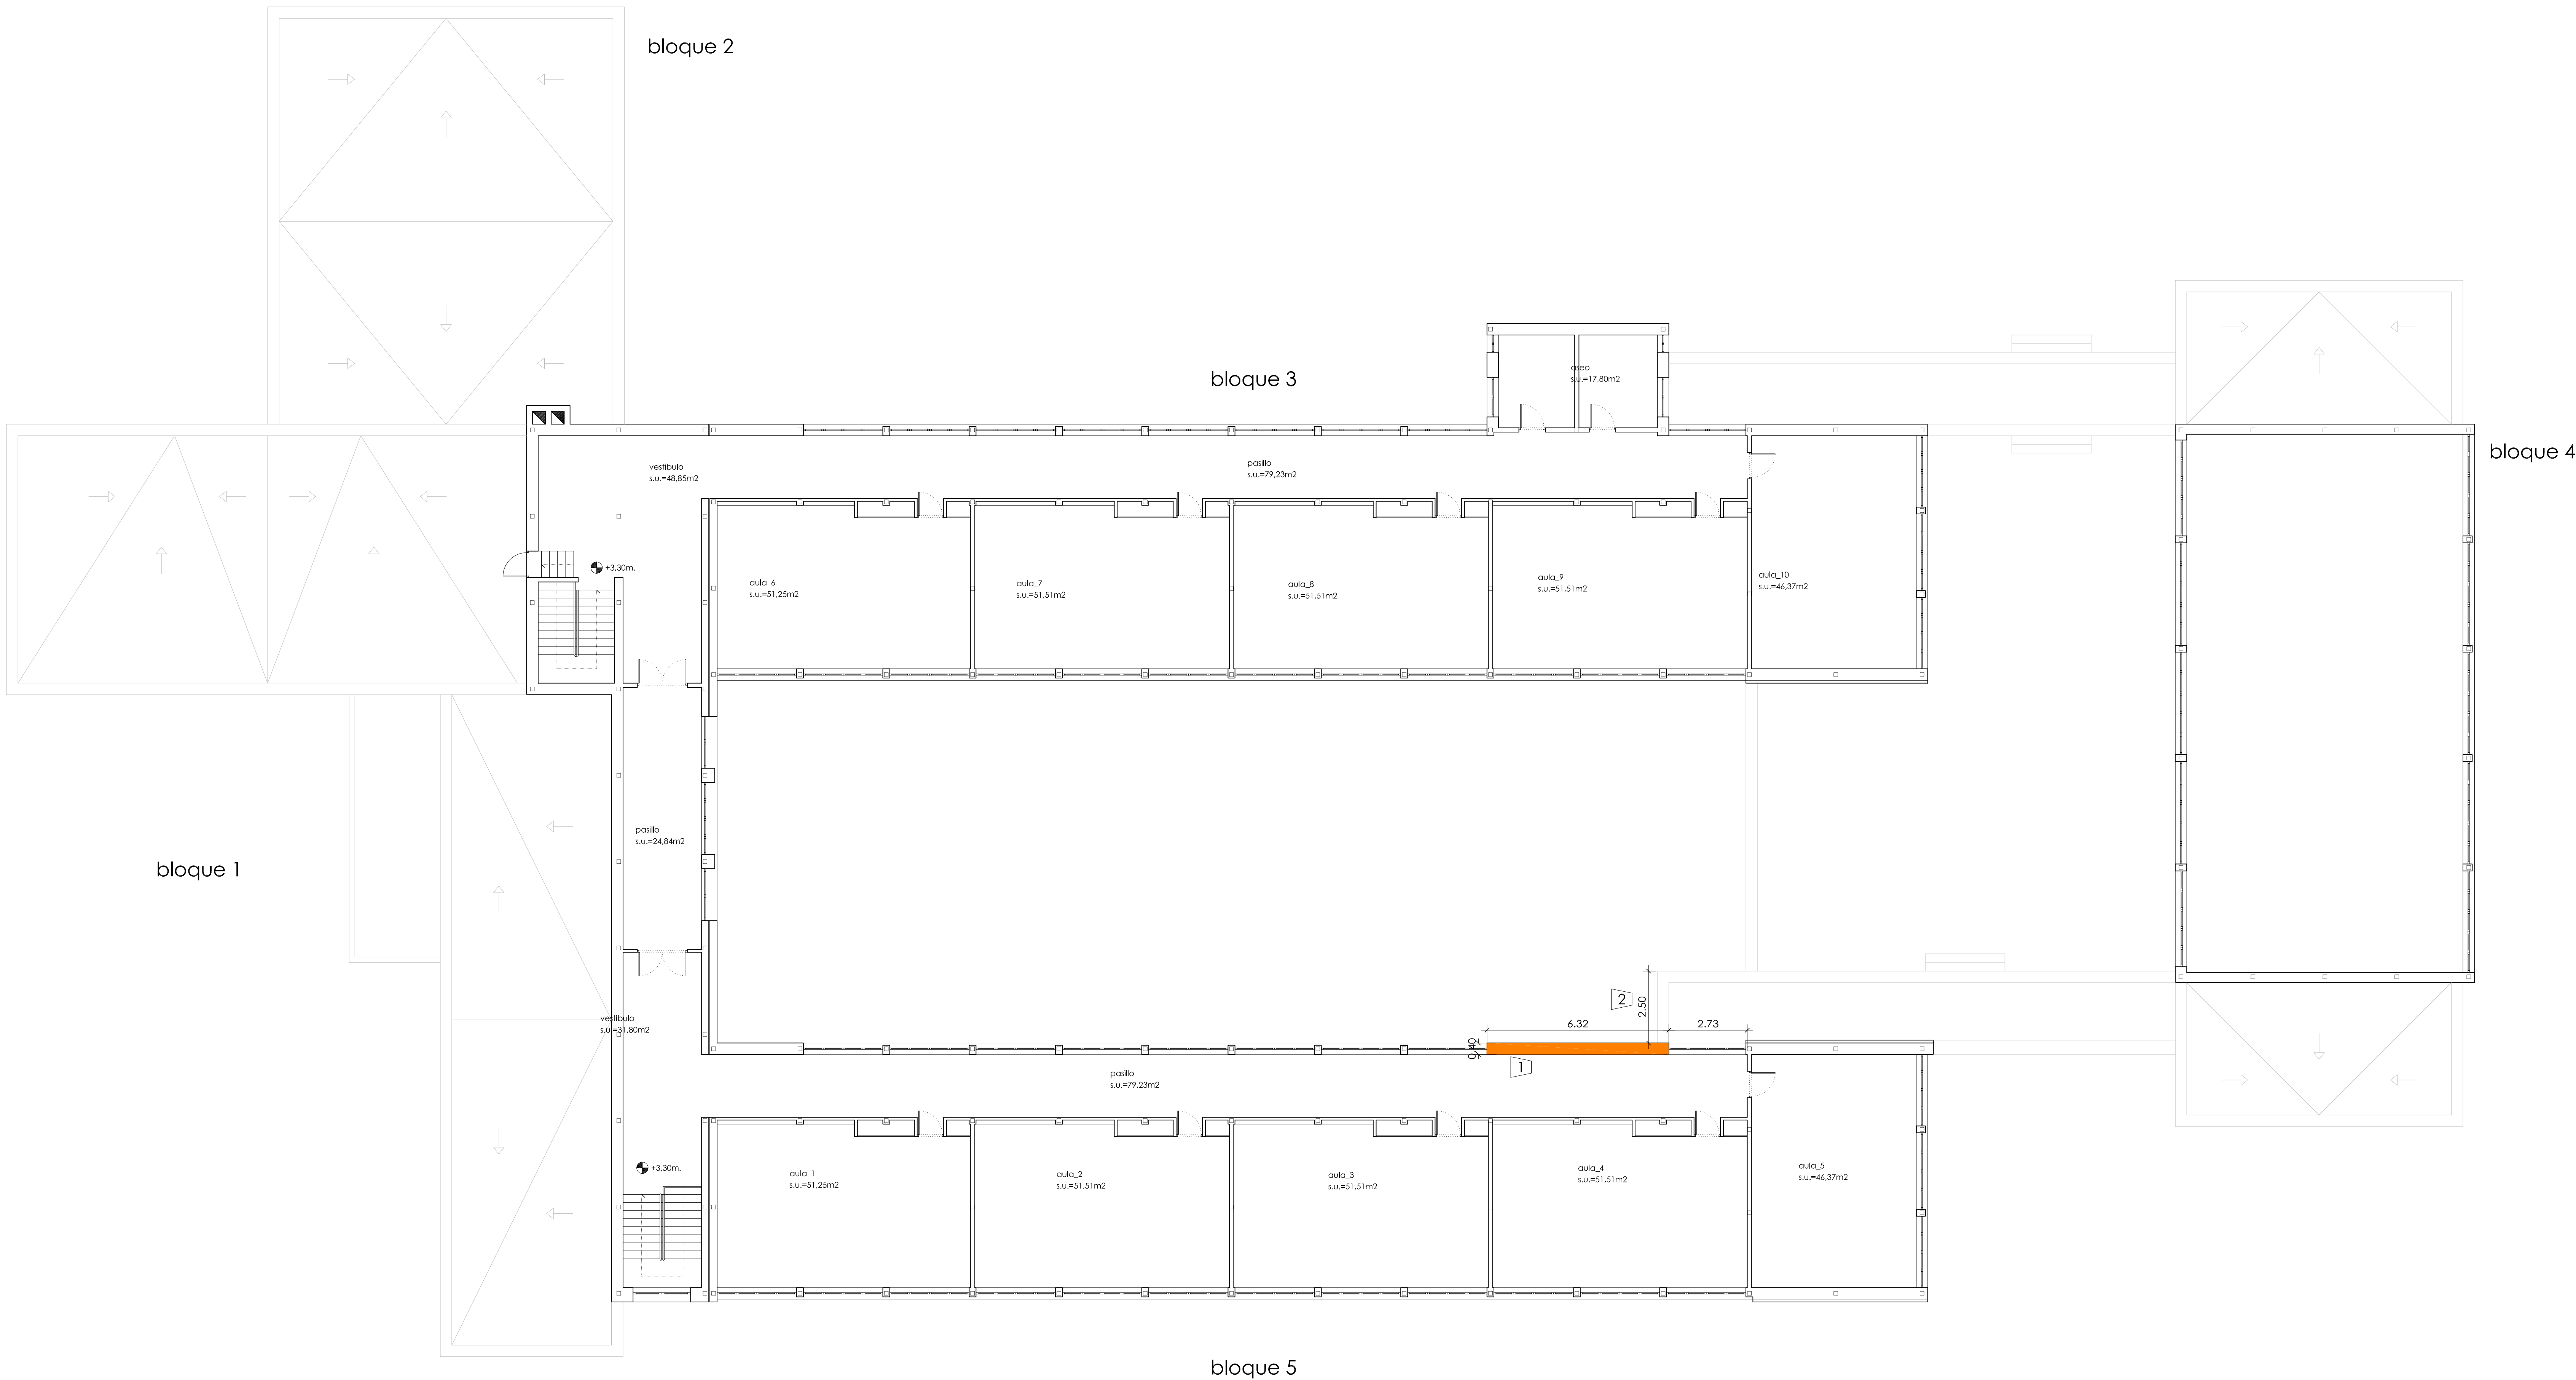 bloque 2
bloque 3
aseo
s.u.=17,80m2
bloque 4
vestíbulo
s.u.=48,85m2
pasillo
s.u.=79,23m2
+3,30m.
aula_6
s.u.=51,25m2
aula_7
s.u.=51,51m2
aula_8
s.u.=51,51m2
aula_9
s.u.=51,51m2
aula_10
s.u.=46,37m2
pasillo
s.u.=24,84m2
bloque 1
vestíbulo
s.u.=31,80m2
2
2.50
6.32
2.73
0.40
1
pasillo
s.u.=79,23m2
+3,30m.
aula_1
s.u.=51,25m2
aula_2
s.u.=51,51m2
aula_3
s.u.=51,51m2
aula_4
s.u.=51,51m2
aula_5
s.u.=46,37m2
bloque 5